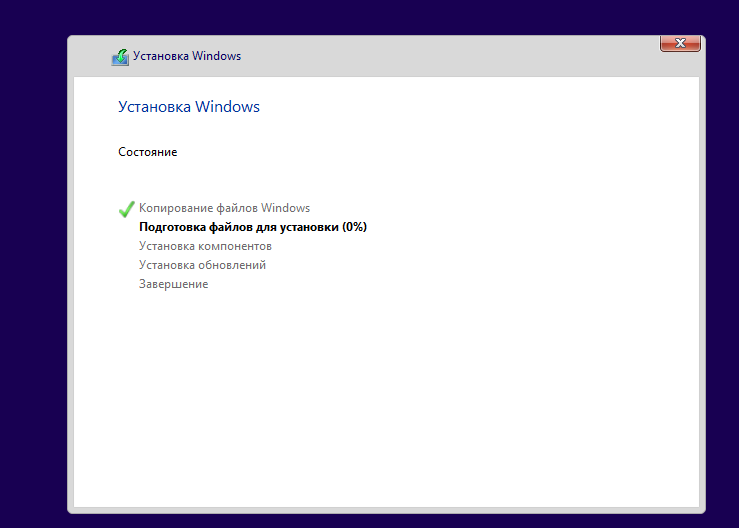 Установка Windows
Установка Windows
Состояние
Копирование файлов Windows
Подготовка файлов для установки (0%)
Установка компонентов
Установка обновлений
Завершение